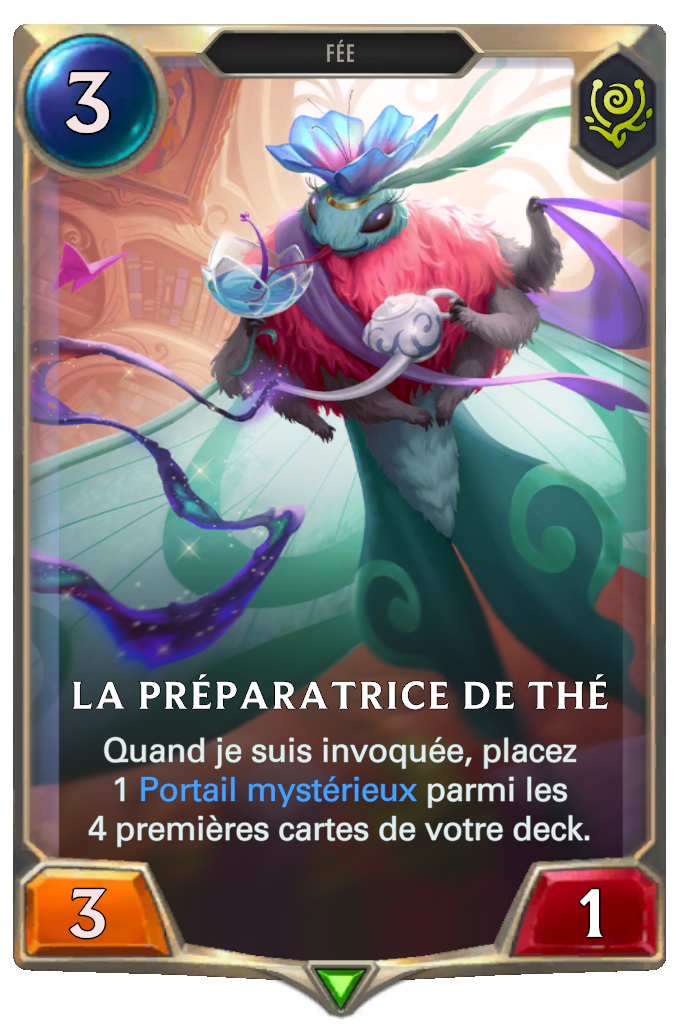 3
FÉE
LA PRÉPARATRICE DE THÉ
Quand je suis invoquée, placez
1 Portail mystérieux parmi les
4 premières cartes de votre deck.
3
1